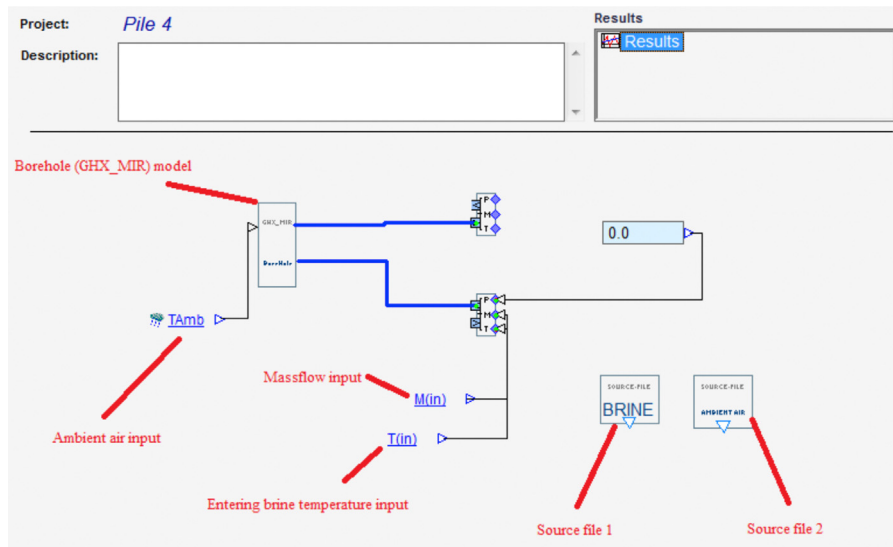 Project: Pile 4
Results
Results
Description:
Borehole (GHX_MIR) model
GHX_MIR
BoreHole
P
M
T
0.0
P
M
T
TAmb
Massflow input
M(in)
SOURCE-FILE
BRINE
SOURCE-FILE
AMBIENT AIR
Ambient air input
T(in)
Entering brine temperature input
Source file 1
Source file 2